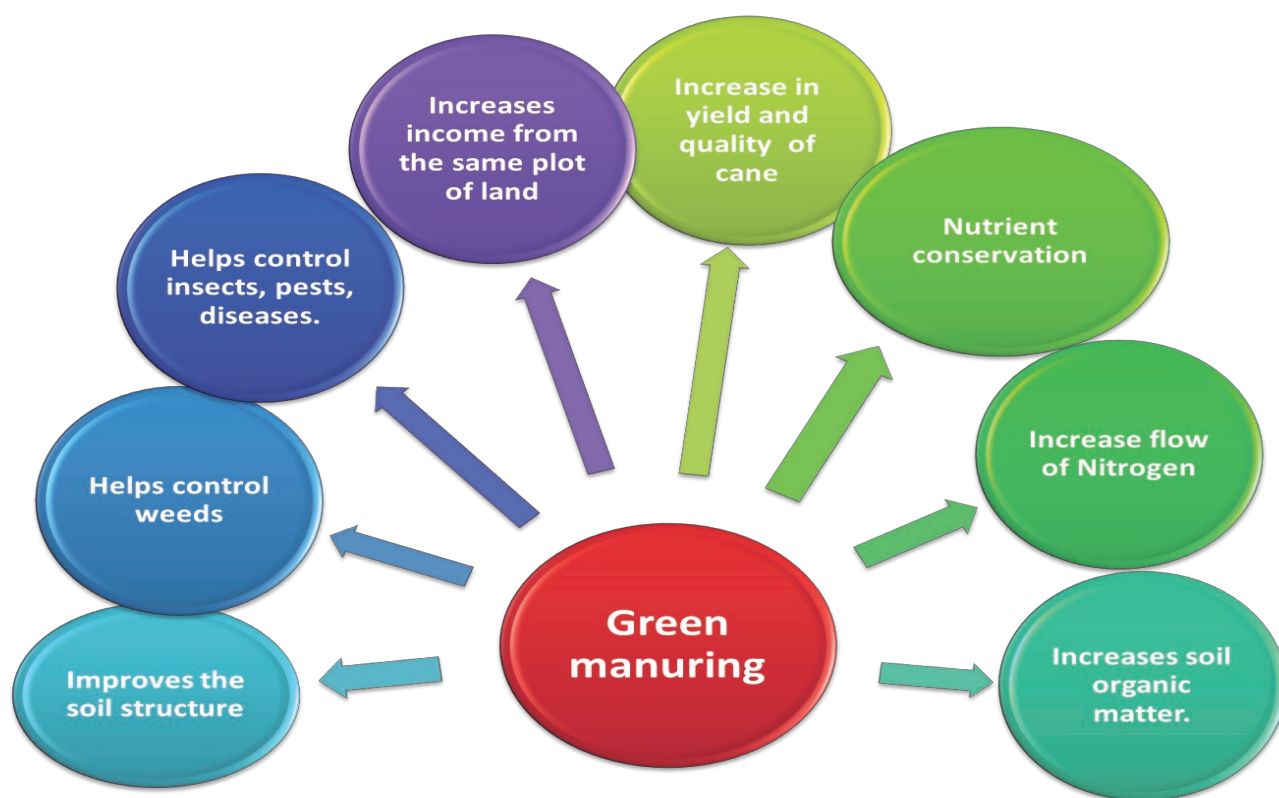 Increases
income from
the same plot
of land
Increase in
yield and
quality of
cane
Helps control
insects, pests,
diseases.
Nutrient
conservation
Helps control
weeds
Increase flow
of Nitrogen
Improves the
soil structure
Green
manuring
Increases soil
organic
matter.